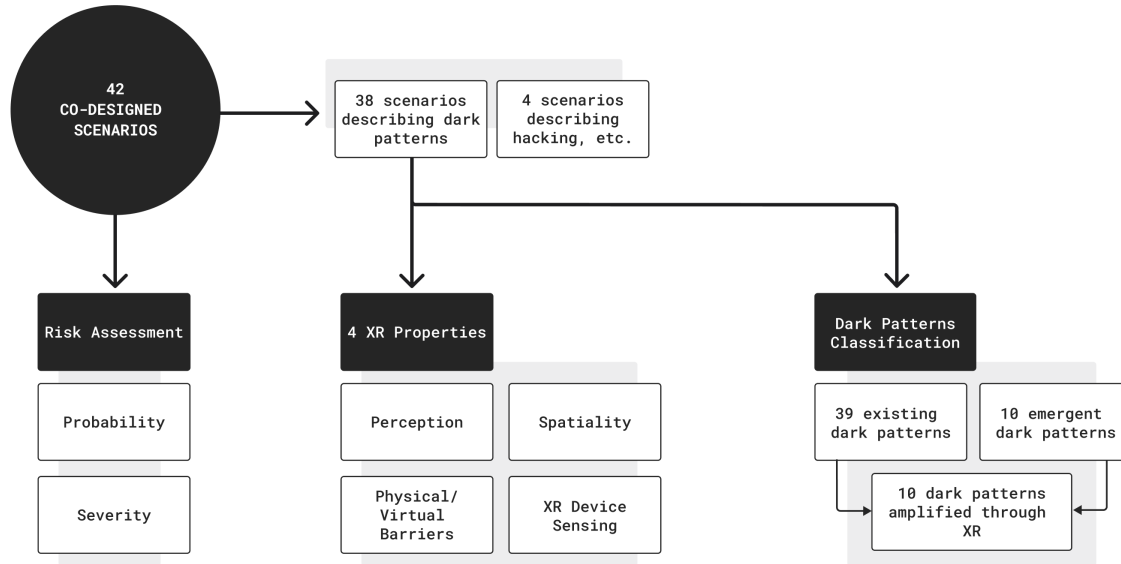 42
CO-DESIGNED
SCENARIOS
38 scenarios
describing dark
patterns
4 scenarios
describing
hacking, etc.
Risk Assessment
4 XR Properties
Dark Patterns
Classification
Probability
Perception
Spatiality
39 existing
dark patterns
10 emergent
dark patterns
Severity
Physical/
Virtual
Barriers
XR Device
Sensing
10 dark patterns
amplified through
XR